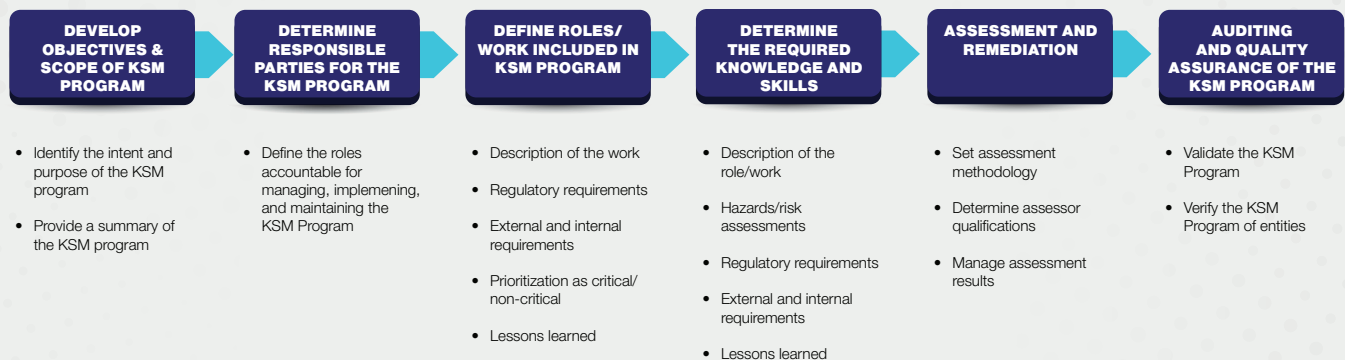 DEVELOP
OBJECTIVES &
SCOPE OF KSM
PROGRAM
DETERMINE
RESPONSIBLE
PARTIES FOR THE
KSM PROGRAM
DEFINE ROLES/
WORK INCLUDED IN
KSM PROGRAM
DETERMINE
THE REQUIRED
KNOWLEDGE AND
SKILLS
ASSESSMENT AND
REMEDIATION
AUDITING
AND QUALITY
ASSURANCE OF THE
KSM PROGRAM
• Identify the intent and
purpose of the KSM
program
• Provide a summary of
the KSM program
• Define the roles
accountable for
managing, implemening,
and maintaining the
KSM Program
• Description of the work
• Regulatory requirements
• External and internal
requirements
• Prioritization as critical/
non-critical
• Lessons learned
• Description of the
role/work
• Hazards/risk
assessments
• Regulatory requirements
• External and internal
requirements
• Lessons learned
• Set assessment
methodology
• Determine assessor
qualifications
• Manage assessment
results
• Validate the KSM
Program
• Verify the KSM
Program of entities